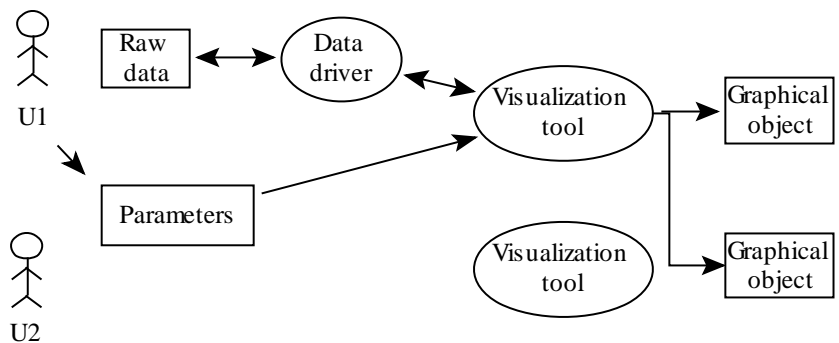 U1
Raw
data
Data
driver
Visualization
tool
Graphical
object
Parameters
U2
Visualization
tool
Graphical
object